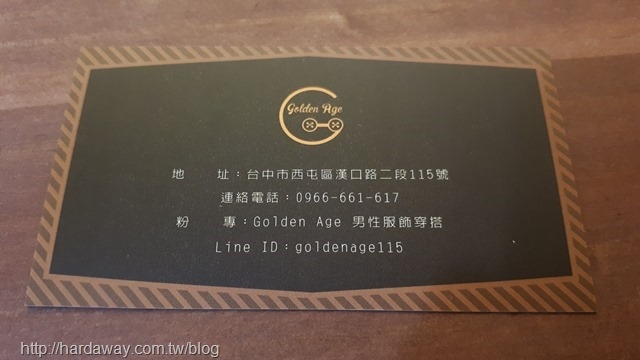 Golden Age
地　　址：台中市西屯區漢口路二段115號
連絡電話：0966-661-617
粉　　專：Golden Age 男性服飾穿搭
Line ID：goldenage115
http://hardaway.com.tw/blog